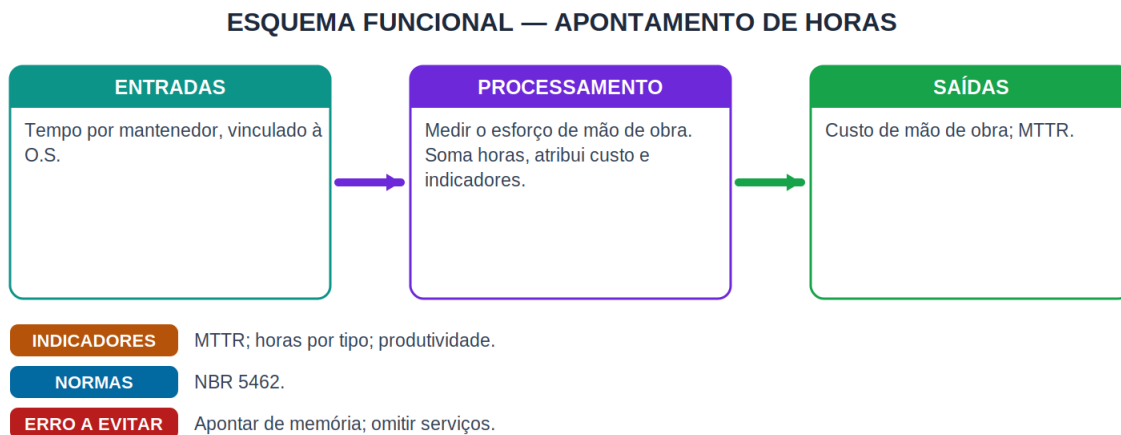 ESQUEMA FUNCIONAL — APONTAMENTO DE HORAS
ENTRADAS
Tempo por mantenedor, vinculado à
O.S.
PROCESSAMENTO
Medir o esforço de mão de obra.
Soma horas, atribui custo e
indicadores.
SAÍDAS
Custo de mão de obra; MTTR.
INDICADORES
MTTR; horas por tipo; produtividade.
NORMAS
NBR 5462.
ERRO A EVITAR
Apontar de memória; omitir serviços.